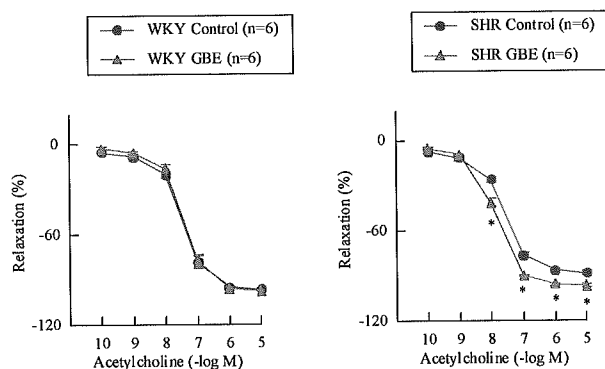 WKY Control (n=6)
WKY GBE (n=6)
Relaxation (%)
0
-60
-120
10 9 8 7 6 5
Acetylcholine (-log M)
SHR Control (n=6)
SHR GBE (n=6)
Relaxation (%)
0
-60
-120
* * * *
10 9 8 7 6 5
Acetylcholine (-log M)